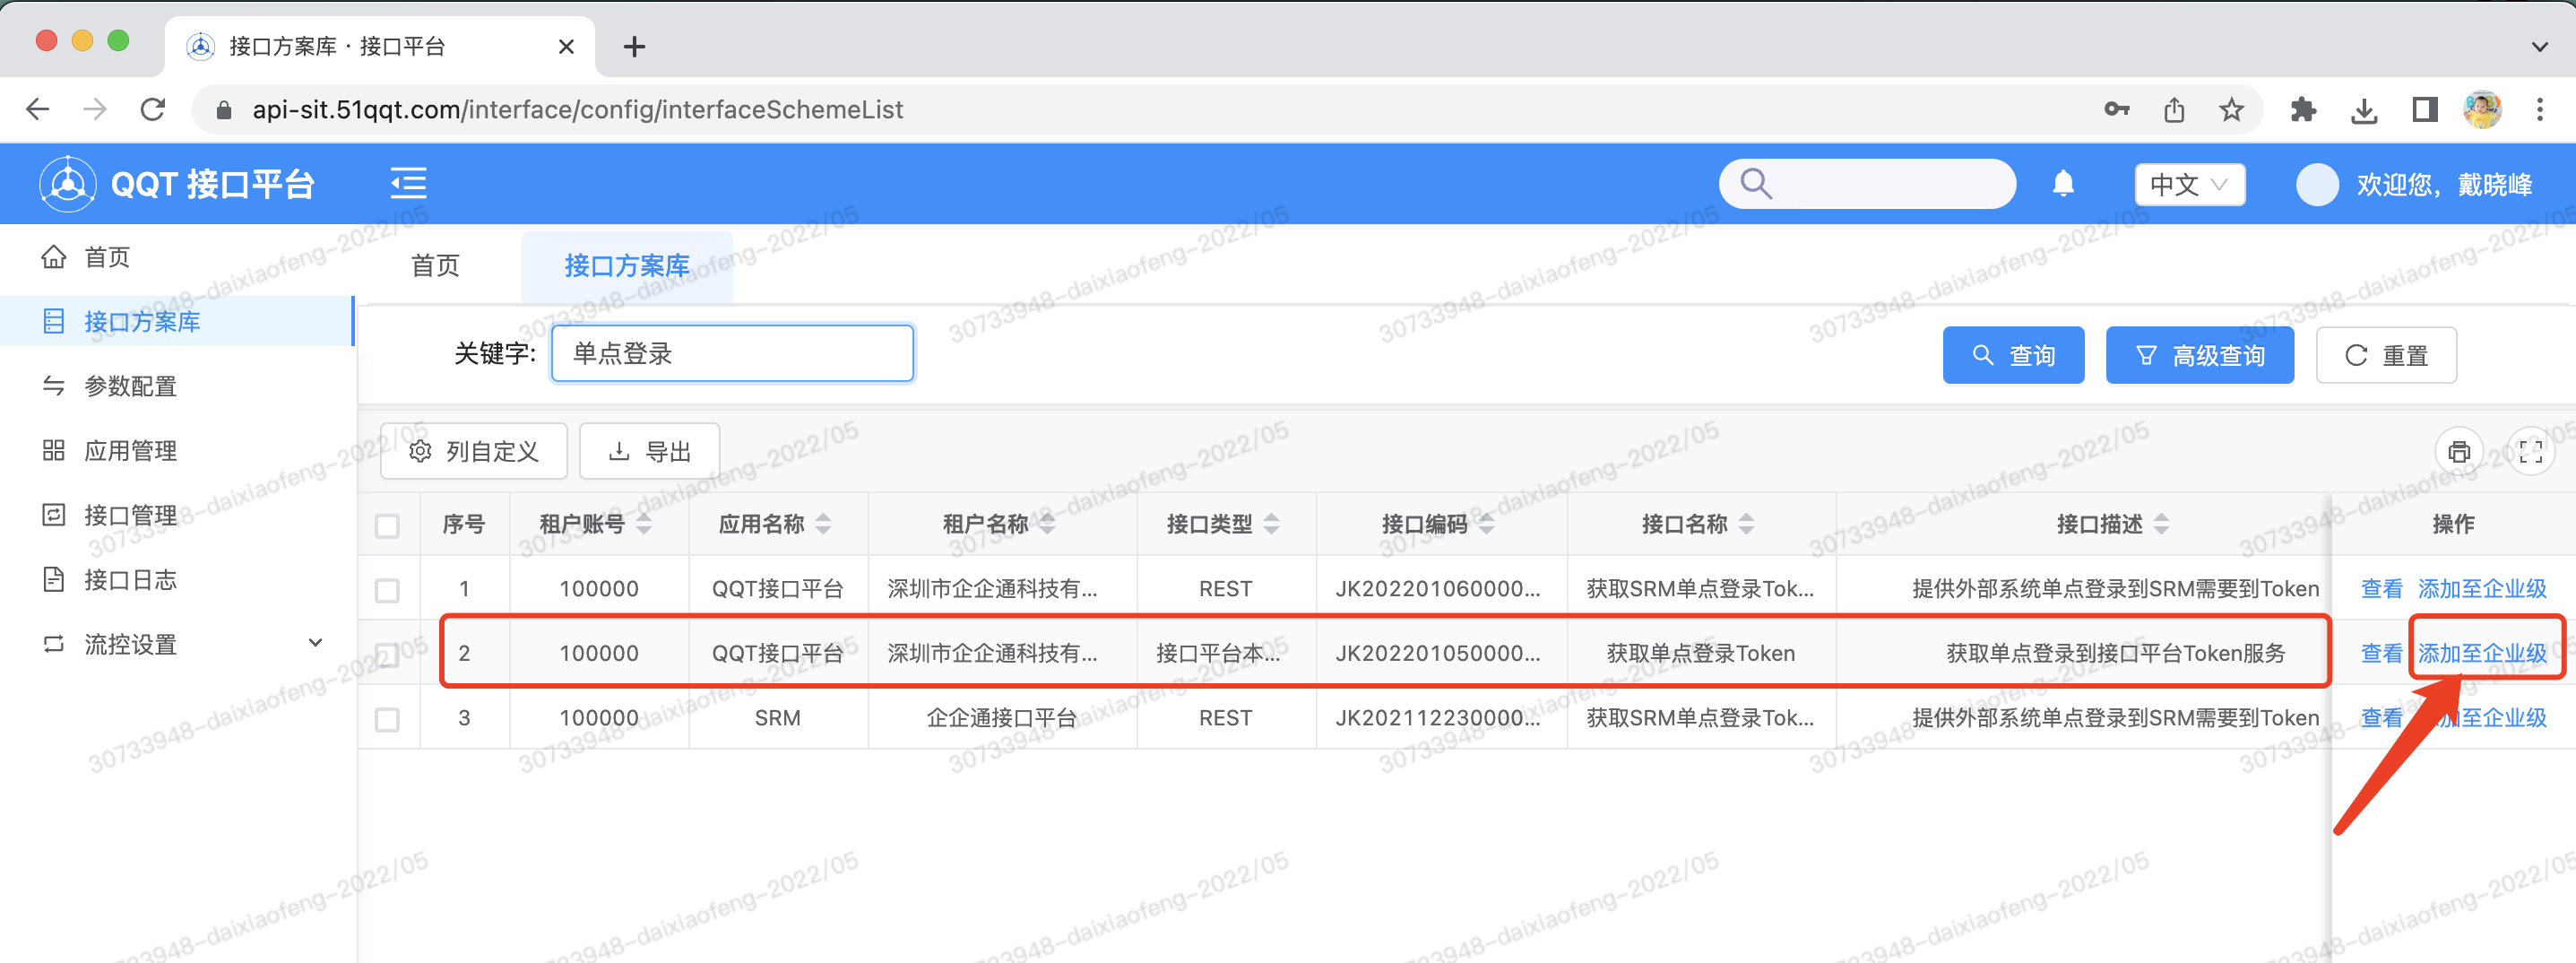 接口方案库 · 接口平台
api-sit.51qqt.com/interface/config/interfaceSchemeList
QQT 接口平台
中文
欢迎您，戴晓峰
首页
接口方案库
参数配置
应用管理
接口管理
接口日志
流控设置
首页
接口方案库
关键字:
单点登录
查询
高级查询
重置
列自定义
导出
序号 租户账号 应用名称 租户名称 接口类型 接口编码 接口名称 接口描述 操作
1 100000 QQT接口平台 深圳市企企通科技有... REST JK202201060000... 获取SRM单点登录Tok... 提供外部系统单点登录到SRM需要到Token 查看 添加至企业级
2 100000 QQT接口平台 深圳市企企通科技有... 接口平台本... JK202201050000... 获取单点登录Token 获取单点登录到接口平台Token服务 查看 添加至企业级
3 100000 SRM 企企通接口平台 REST JK202112230000... 获取SRM单点登录Tok... 提供外部系统单点登录到SRM需要到Token 查看 添加至企业级
30733948-daixiaofeng-2022/05